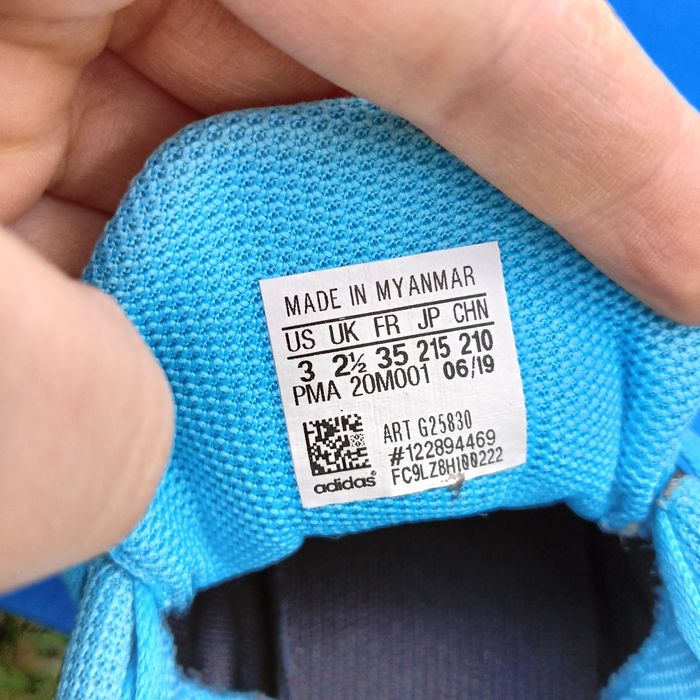 MADE IN MYANMAR
US UK FR JP CHN
3 2½ 35 215 210
PMA 20M001 06/19
ART G25830
#122894469
FC9LZ8H100222
adidas